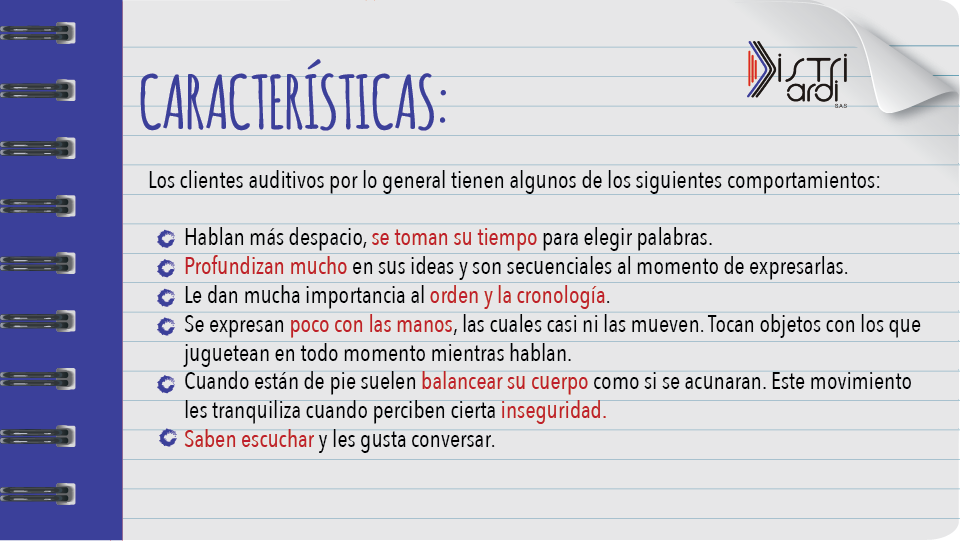 Distri
ardi
SAS
CARACTERÍSTICAS:
Los clientes auditivos por lo general tienen algunos de los siguientes comportamientos:
Hablan más despacio, se toman su tiempo para elegir palabras.
Profundizan mucho en sus ideas y son secuenciales al momento de expresarlas.
Le dan mucha importancia al orden y la cronología.
Se expresan poco con las manos, las cuales casi ni las mueven. Tocan objetos con los que
juguetean en todo momento mientras hablan.
Cuando están de pie suelen balancear su cuerpo como si se acunaran. Este movimiento
les tranquiliza cuando perciben cierta inseguridad.
Saben escuchar y les gusta conversar.